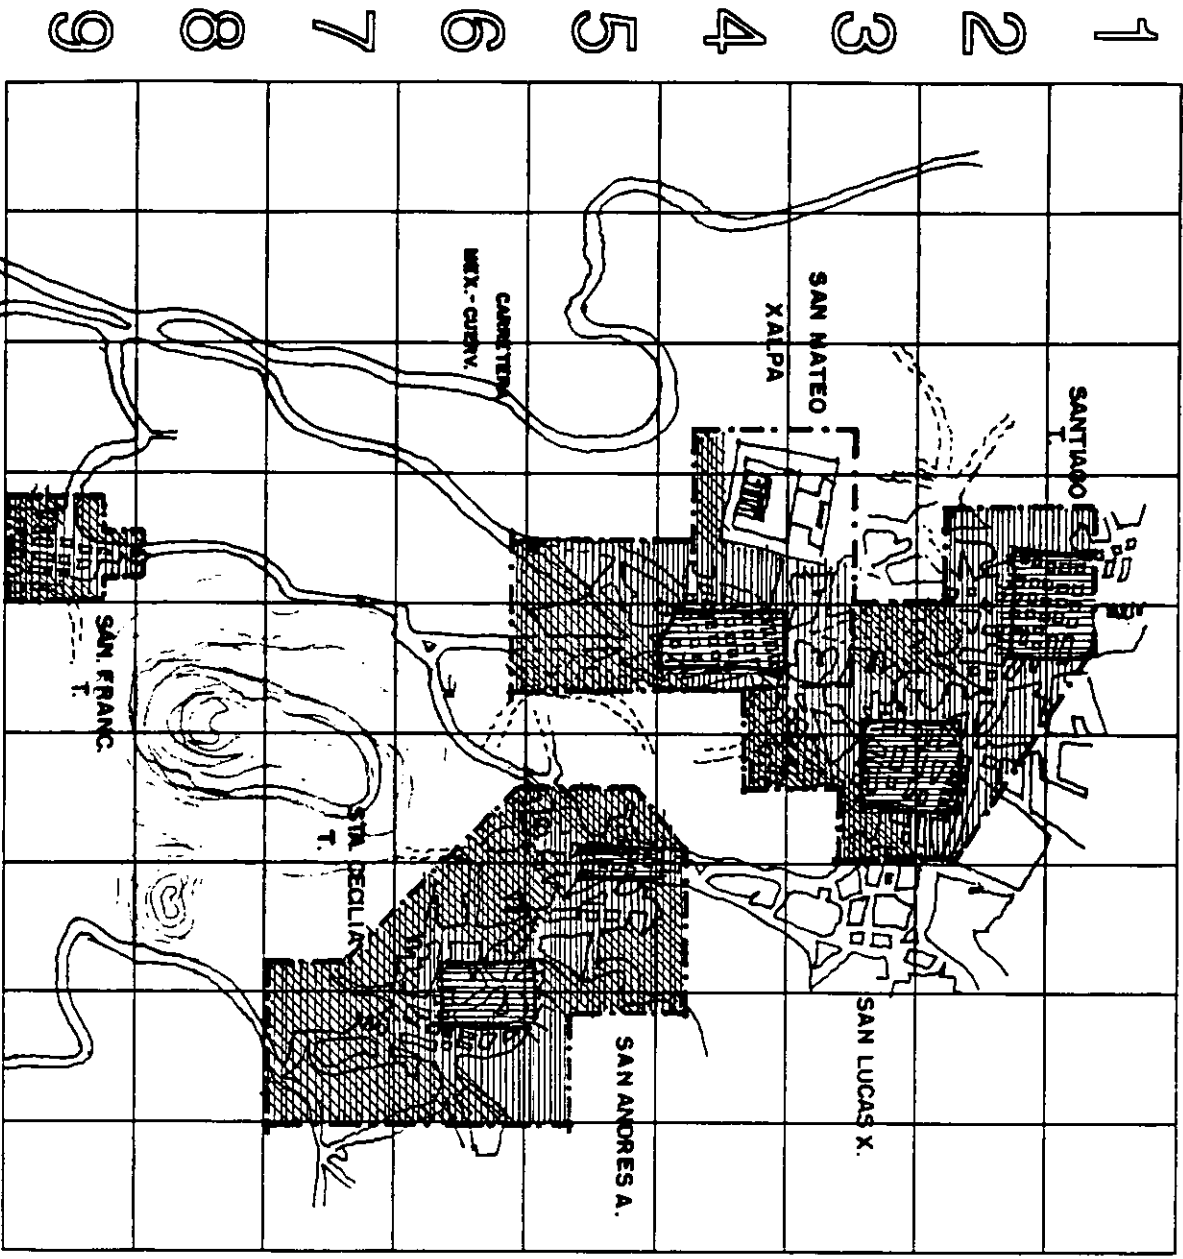 1
2
3
4
5
6
7
8
9
SANTIAGO
T.
SAN MATEO
XALPA
CARRETERA
MEX.-CUERV.
SAN LUCAS X.
SAN ANDRES A.
STA. CECILIA
T.
SAN. FRANC.
T.